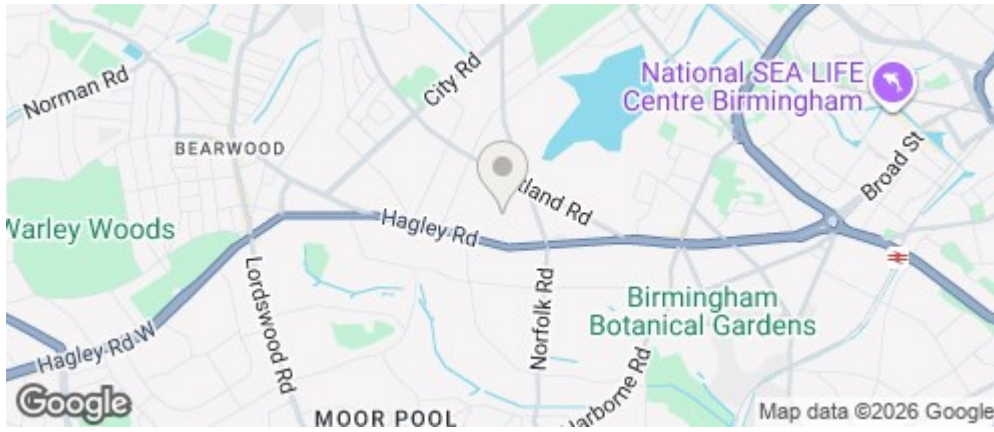 Norman Rd
City Rd
National SEA LIFE
Centre Birmingham
BEARWOOD
Broad St
tland Rd
Warley Woods
Hagley Rd
Lordswood Rd
Norfolk Rd
Birmingham
Botanical Gardens
Hagley Rd W
Harborne Rd
MOOR POOL
Google
Map data ©2026 Google